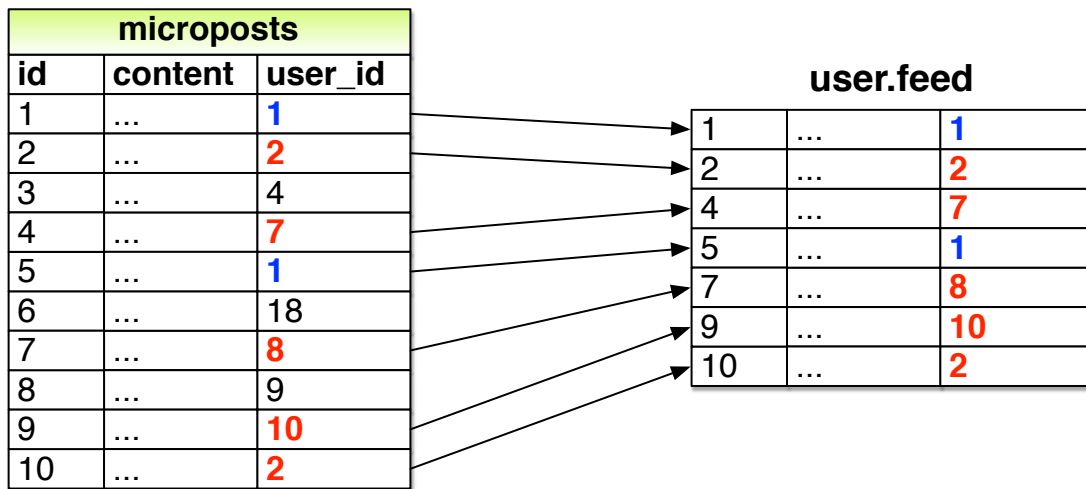 microposts
id content user_id
1 ... 1
2 ... 2
3 ... 4
4 ... 7
5 ... 1
6 ... 18
7 ... 8
8 ... 9
9 ... 10
10 ... 2
user.feed
1 ... 1
2 ... 2
4 ... 7
5 ... 1
7 ... 8
9 ... 10
10 ... 2